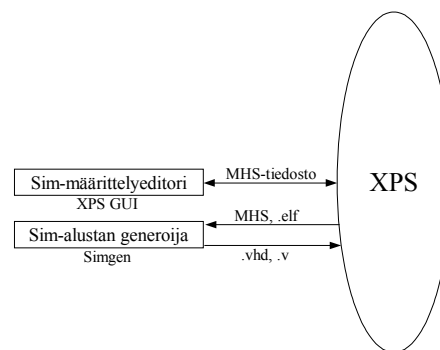 MHS-tiedosto
Sim-määrittelyeditori
XPS GUI
XPS
MHS, .elf
Sim-alustan generoija
Simgen
.vhd, .v